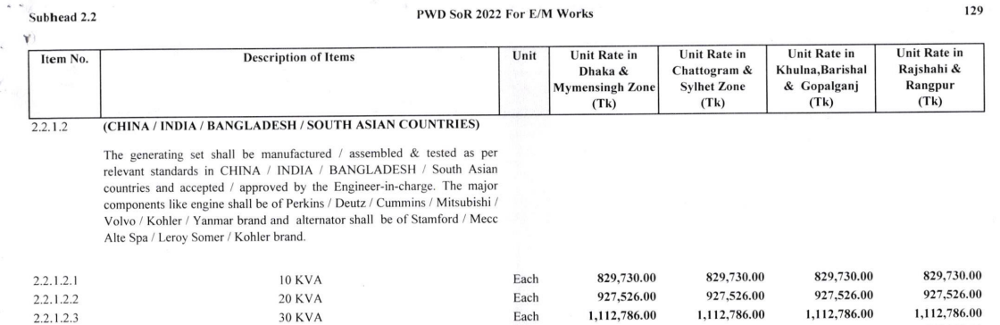 Subhead 2.2 PWD SoR 2022 For E/M Works 129
Item No. Description of Items Unit Unit Rate in Unit Rate in Unit Rate in Unit Rate in
Dhaka & Chattogram & Khulna,Barishal Rajshahi &
Mymensingh Zone Sylhet Zone & Gopalganj Rangpur
(Tk) (Tk) (Tk) (Tk)
2.2.1.2 (CHINA / INDIA / BANGLADESH / SOUTH ASIAN COUNTRIES)
The generating set shall be manufactured / assembled & tested as per
relevant standards in CHINA / INDIA / BANGLADESH / South Asian
countries and accepted / approved by the Engineer-in-charge. The major
components like engine shall be of Perkins / Deutz / Cummins / Mitsubishi /
Volvo / Kohler / Yanmar brand and alternator shall be of Stamford / Mecc
Alte Spa / Leroy Somer / Kohler brand.
2.2.1.2.1 10 KVA Each 829,730.00 829,730.00 829,730.00 829,730.00
2.2.1.2.2 20 KVA Each 927,526.00 927,526.00 927,526.00 927,526.00
2.2.1.2.3 30 KVA Each 1,112,786.00 1,112,786.00 1,112,786.00 1,112,786.00